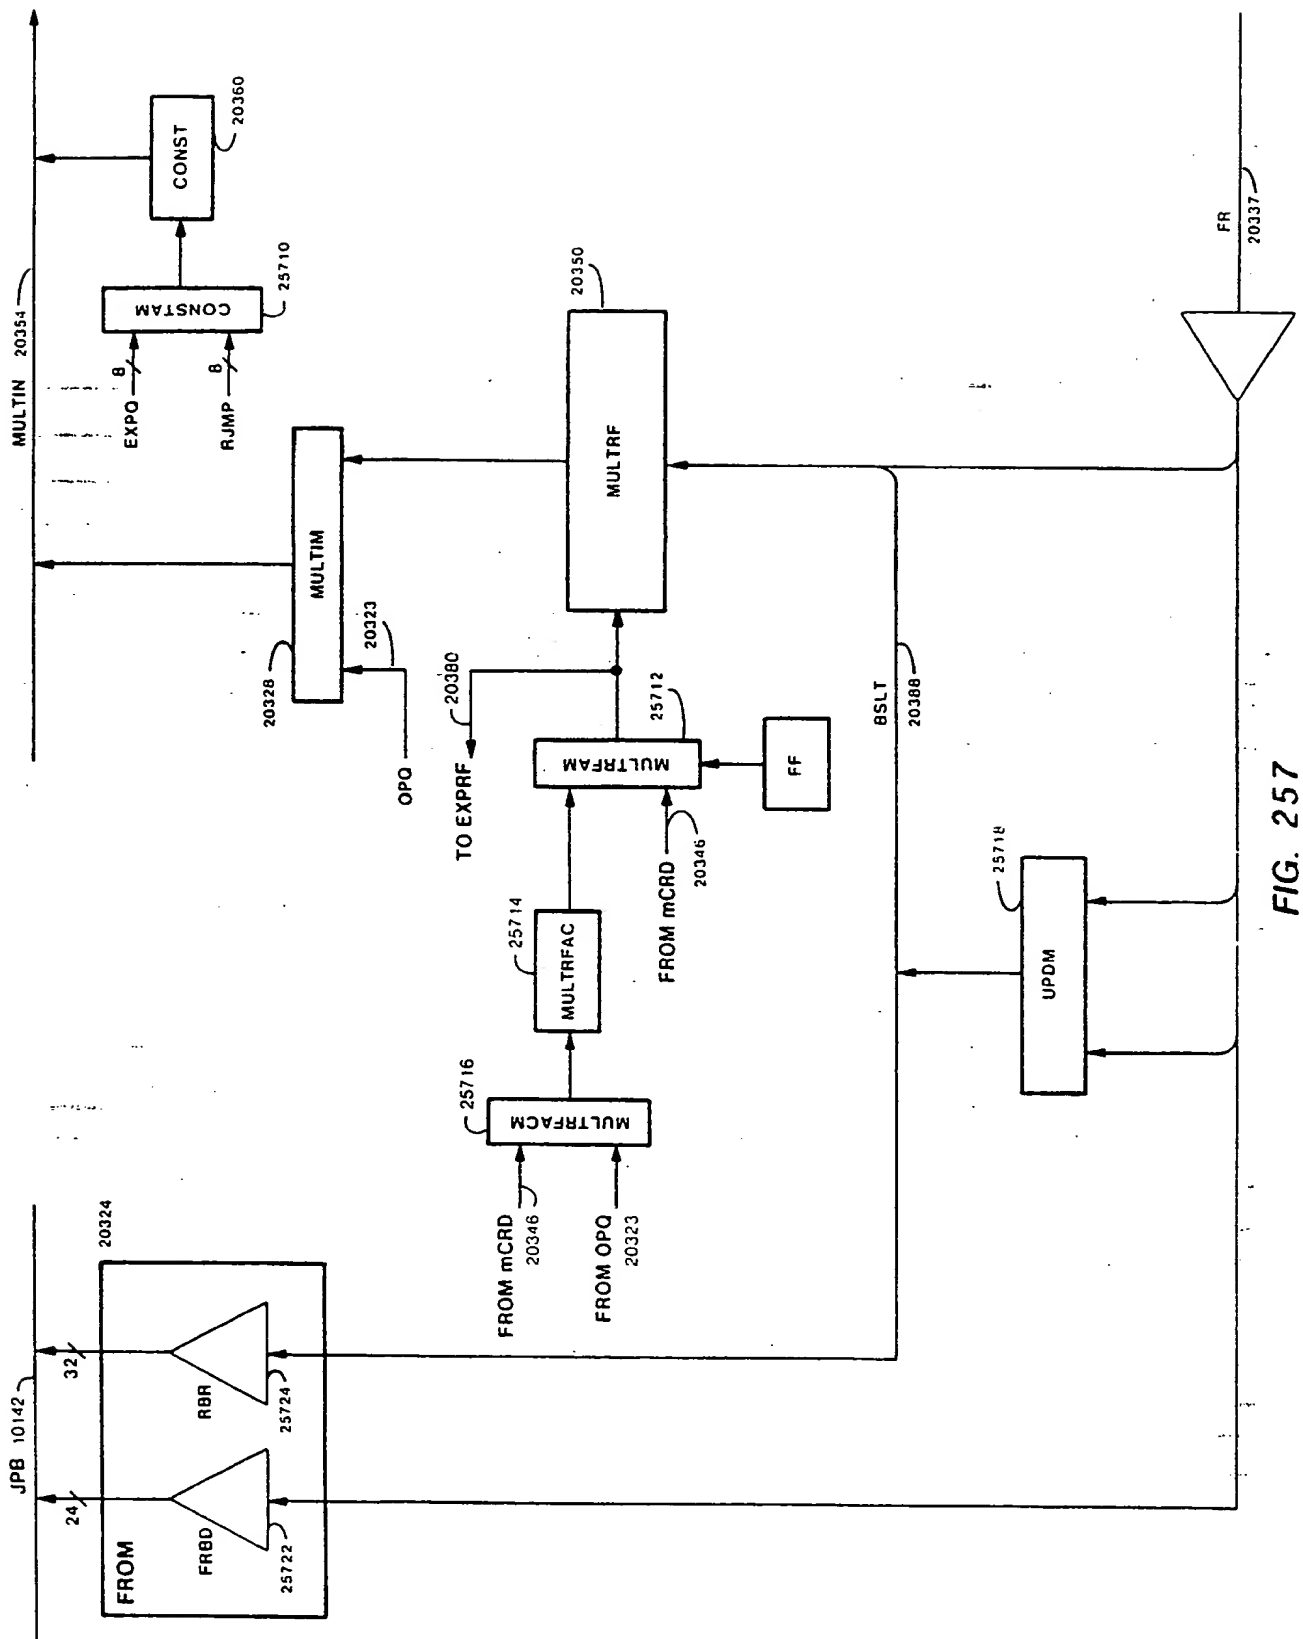 JPB 10142
24
32
FROM
20324
FRBD
25722
RBR
25724
MULTIN 20354
EXPQ
8
RJMP
8
CONSTAM
25710
CONST
20360
MULTIM
20328
20323
OPQ
TO EXPRF
20380
MULTRF
20350
MULTRFAM
25712
FF
FROM mCRD
20346
MULTRFAC
25714
MULTRFACM
25716
FROM mCRD
20346
FROM OPQ
20323
BSLT
20388
UPDM
25718
FR
20337
FIG. 257